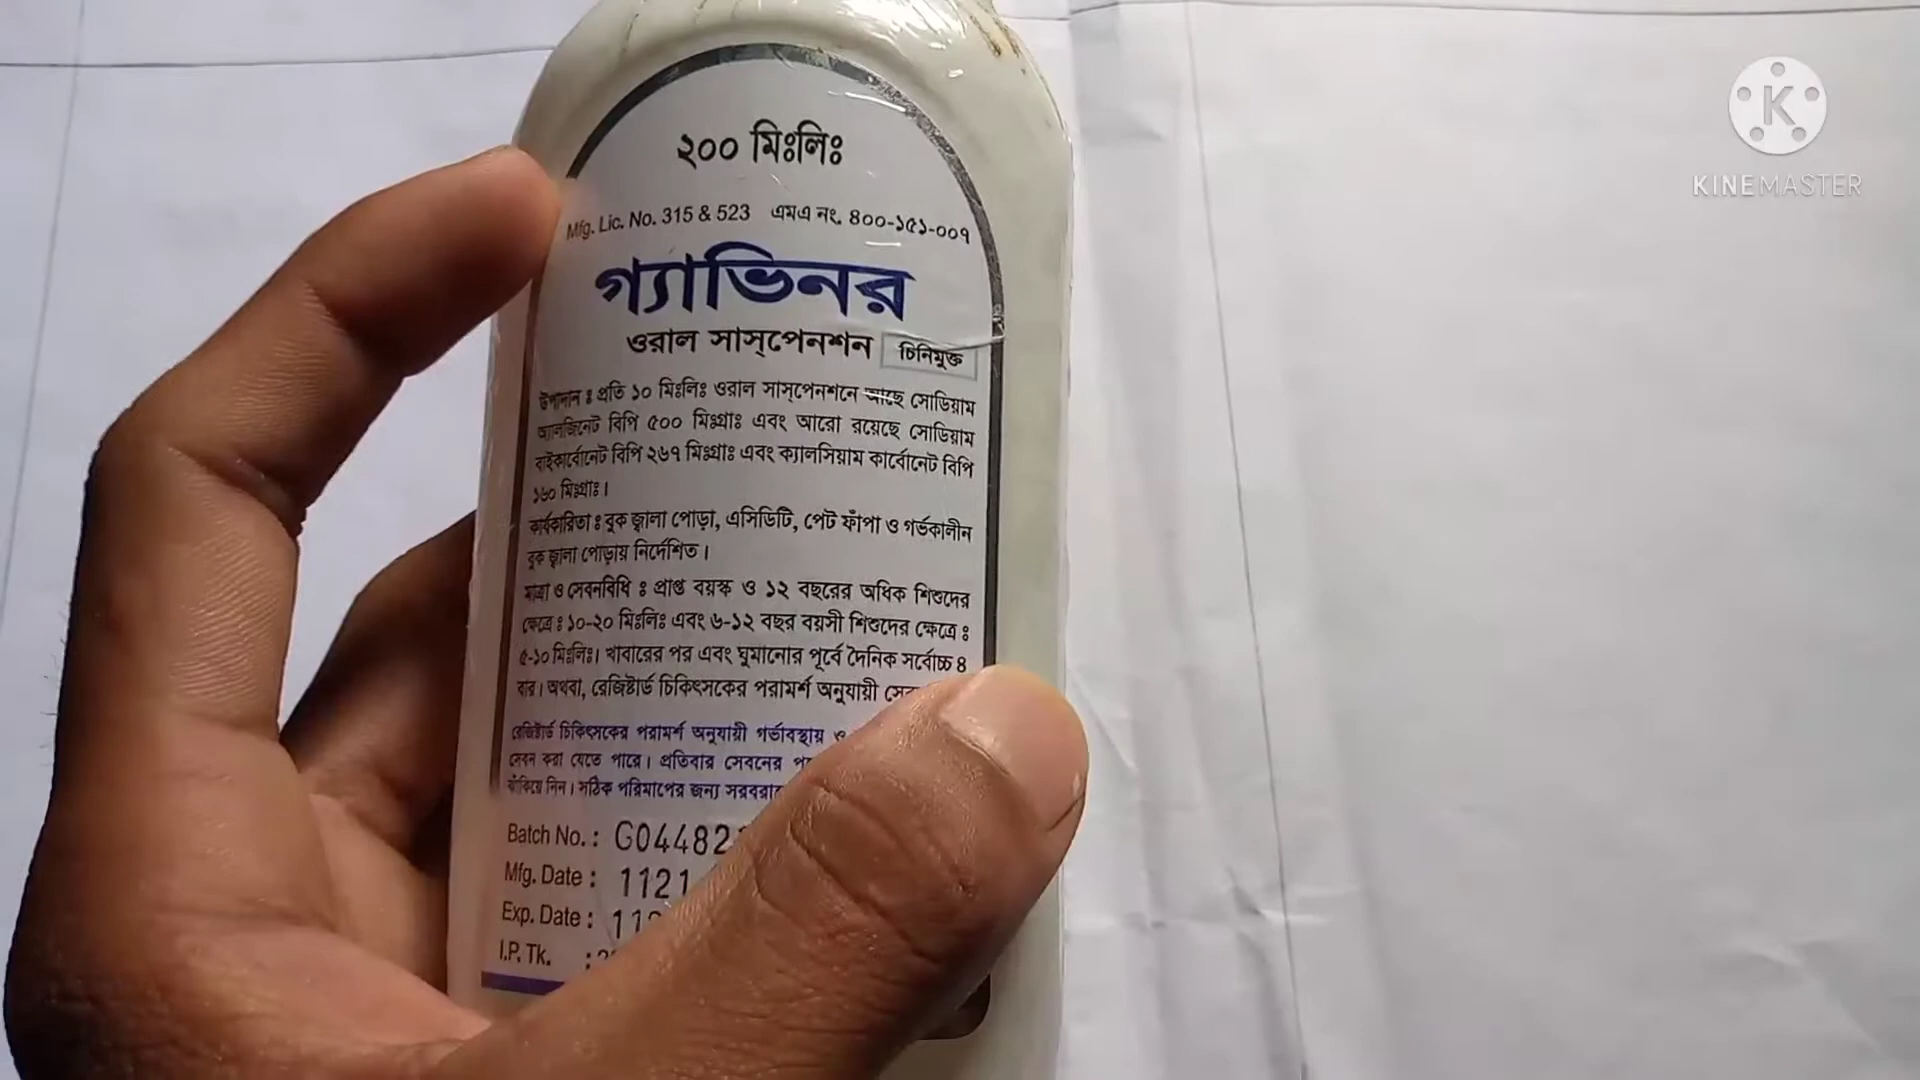 ২০০ মিঃলিঃ
Mfg. Lic. No. 315 & 523 এমএ নং. ৪০০-১৫১-০০৭
গ্যাভিনর
ওরাল সাস্‌পেনশন চিনিমুক্ত
উপাদান ঃ প্রতি ১০ মিঃলিঃ ওরাল সাস্‌পেনশনে আছে সোডিয়াম
অ্যালজিনেট বিপি ৫০০ মিঃগ্রাঃ এবং আরো রয়েছে সোডিয়াম
বাইকার্বোনেট বিপি ২৬৭ মিঃগ্রাঃ এবং ক্যালসিয়াম কার্বোনেট বিপি
১৬০ মিঃগ্রাঃ।
কার্যকারিতা ঃ বুক জ্বালা পোড়া, এসিডিটি, পেট ফাঁপা ও গর্ভকালীন
বুক জ্বালা পোড়ায় নির্দেশিত।
মাত্রা ও সেবনবিধি ঃ প্রাপ্ত বয়স্ক ও ১২ বছরের অধিক শিশুদের
ক্ষেত্রে ঃ ১০-২০ মিঃলিঃ এবং ৬-১২ বছর বয়সী শিশুদের ক্ষেত্রে ঃ
৫-১০ মিঃলিঃ। খাবারের পর এবং ঘুমানোর পূর্বে দৈনিক সর্বোচ্চ ৪
বার। অথবা, রেজিষ্টার্ড চিকিৎসকের পরামর্শ অনুযায়ী
রেজিষ্টার্ড চিকিৎসকের পরামর্শ অনুযায়ী গর্ভাবস্থায়
সেবন করা যেতে পারে। প্রতিবার সেবনের
ঝাঁকিয়ে নিন। সঠিক পরিমাপের জন্য
Batch No. : G04482
Mfg. Date : 1121
Exp. Date : 11
I.P. Tk. :
KINEMASTER